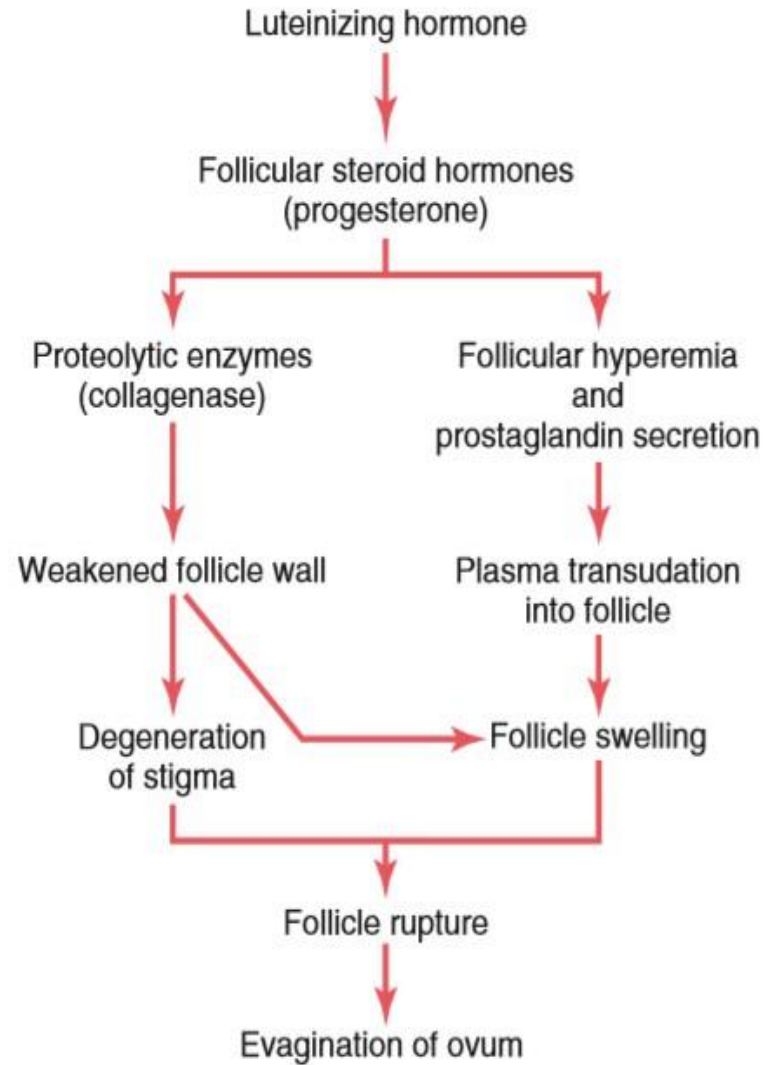 Luteinizing hormone
Follicular steroid hormones
(progesterone)
Proteolytic enzymes
(collagenase)
Follicular hyperemia
and
prostaglandin secretion
Weakened follicle wall
Plasma transudation
into follicle
Degeneration
of stigma
Follicle swelling
Follicle rupture
Evagination of ovum